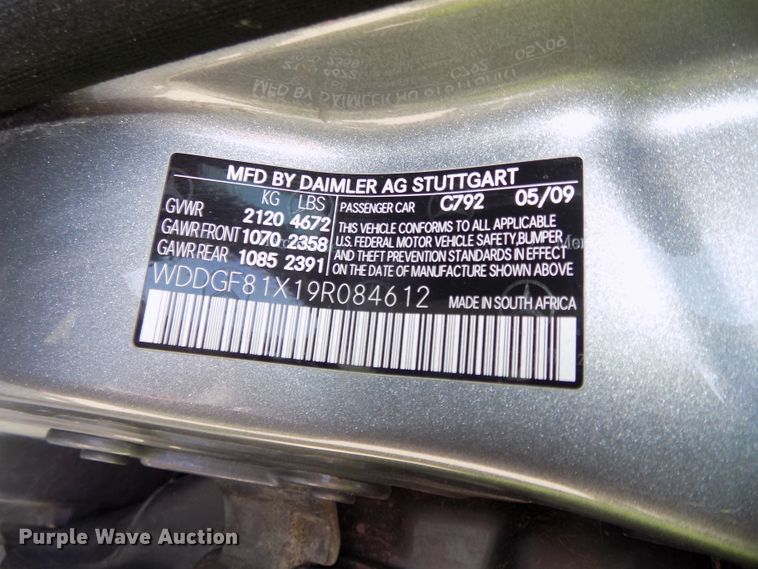 MFD BY DAIMLER AG STUTTGART
KG LBS
GVWR 2120 4672
GAWR FRONT 1070 2358
GAWR REAR 1085 2391
PASSENGER CAR C792 05/09
THIS VEHICLE CONFORMS TO ALL APPLICABLE
U.S. FEDERAL MOTOR VEHICLE SAFETY,BUMPER
AND THEFT PREVENTION STANDARDS IN EFFECT
ON THE DATE OF MANUFACTURE SHOWN ABOVE.
WDDGF81X19R084612 MADE IN SOUTH AFRICA
Purple Wave Auction